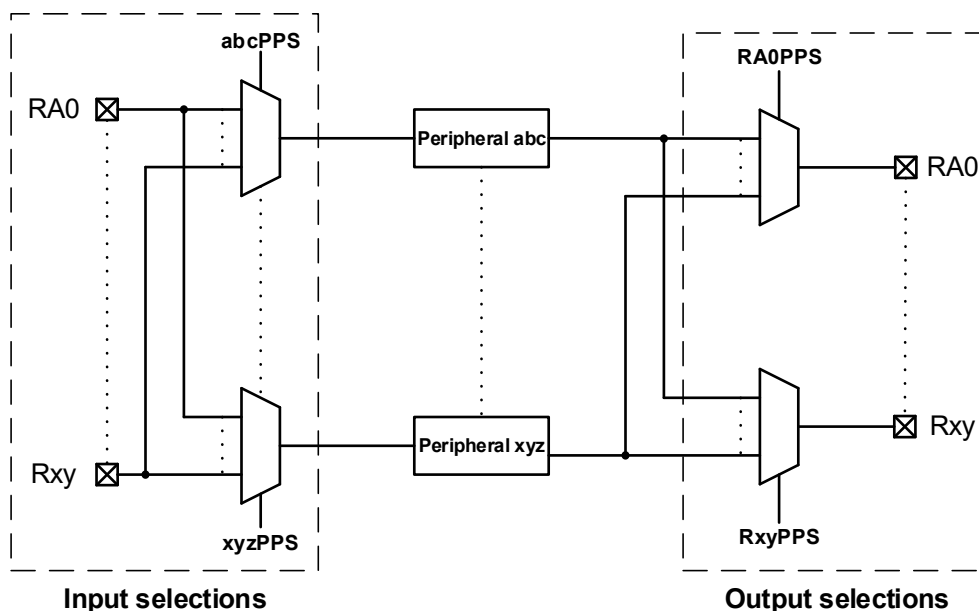 abcPPS
RA0PPS
RA0
Peripheral abc
RA0
Rxy
Peripheral xyz
Rxy
xyzPPS
RxyPPS
Input selections
Output selections